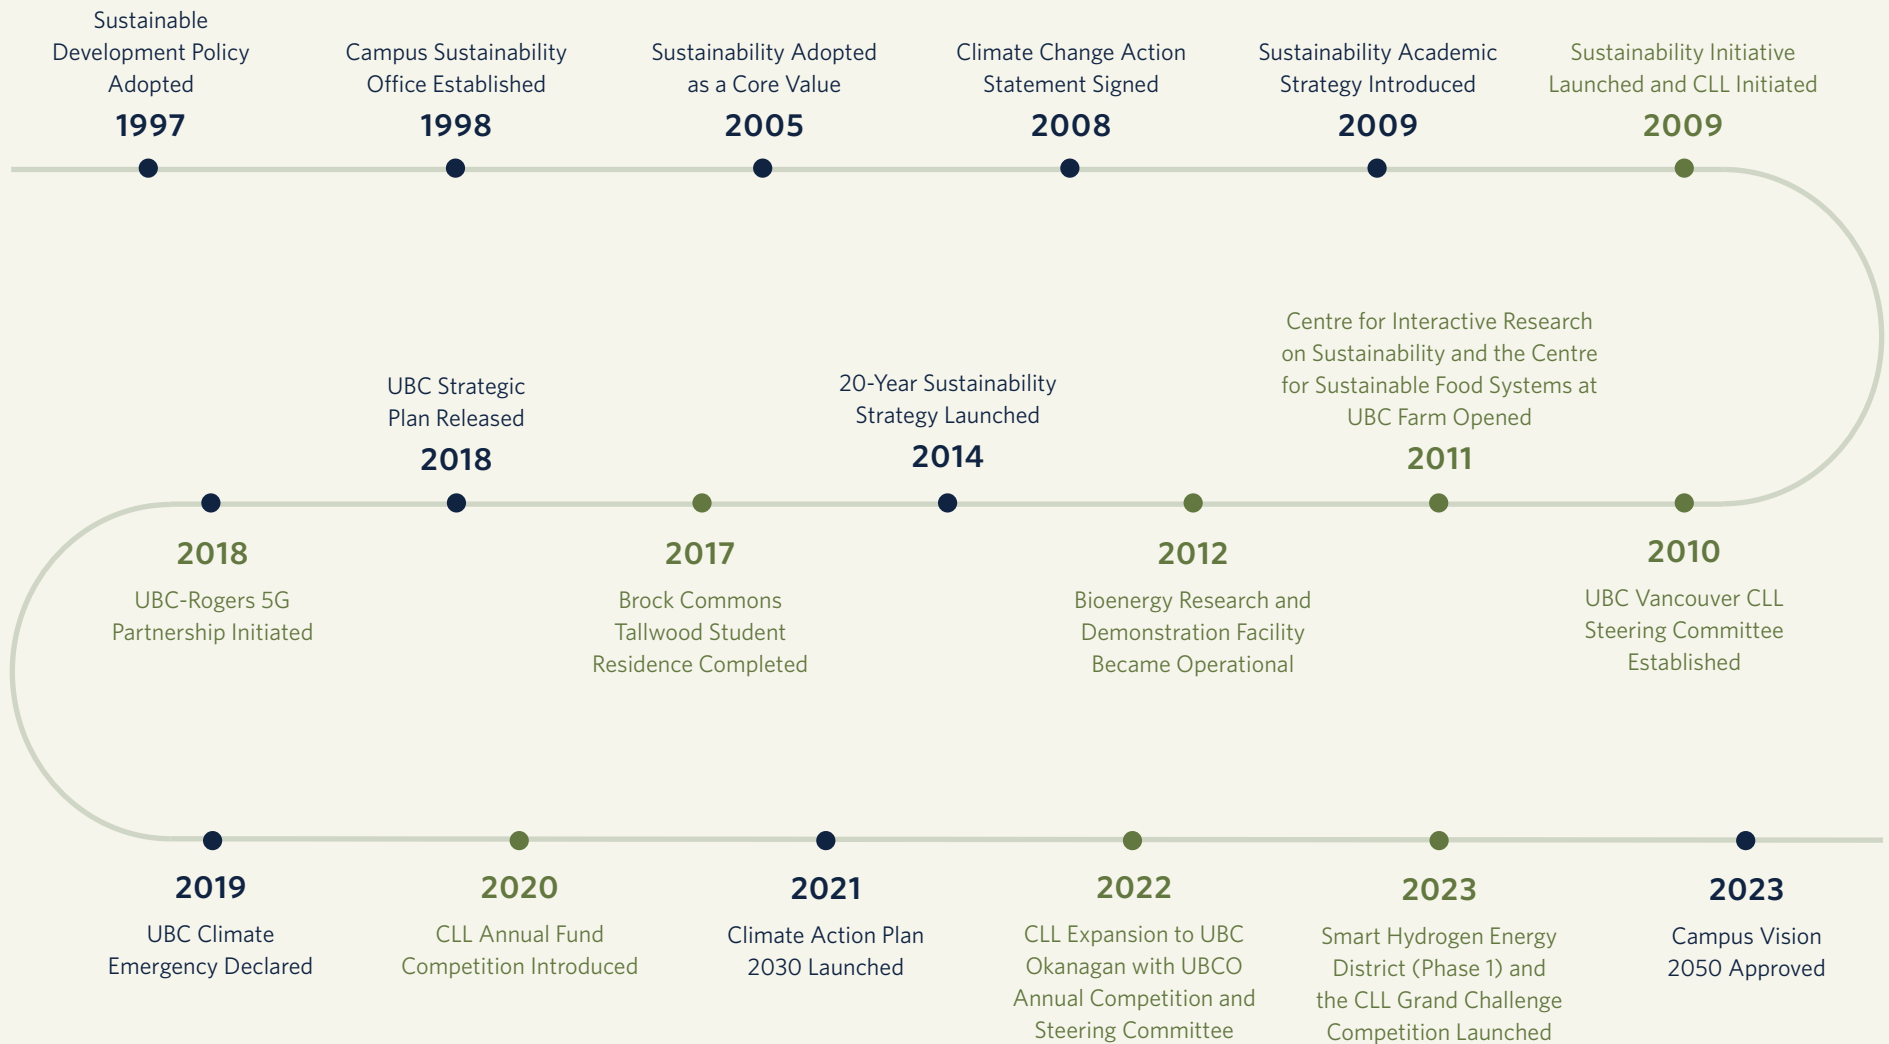 Sustainable
Development Policy
Adopted
1997
Campus Sustainability
Office Established
1998
Sustainability Adopted
as a Core Value
2005
Climate Change Action
Statement Signed
2008
Sustainability Academic
Strategy Introduced
2009
Sustainability Initiative
Launched and CLL Initiated
2009
2010
UBC Vancouver CLL
Steering Committee
Established
Centre for Interactive Research
on Sustainability and the Centre
for Sustainable Food Systems at
UBC Farm Opened
2011
2012
Bioenergy Research and
Demonstration Facility
Became Operational
20-Year Sustainability
Strategy Launched
2014
2017
Brock Commons
Tallwood Student
Residence Completed
UBC Strategic
Plan Released
2018
2018
UBC-Rogers 5G
Partnership Initiated
2019
UBC Climate
Emergency Declared
2020
CLL Annual Fund
Competition Introduced
2021
Climate Action Plan
2030 Launched
2022
CLL Expansion to UBC
Okanagan with UBCO
Annual Competition and
Steering Committee
2023
Smart Hydrogen Energy
District (Phase 1) and
the CLL Grand Challenge
Competition Launched
2023
Campus Vision
2050 Approved